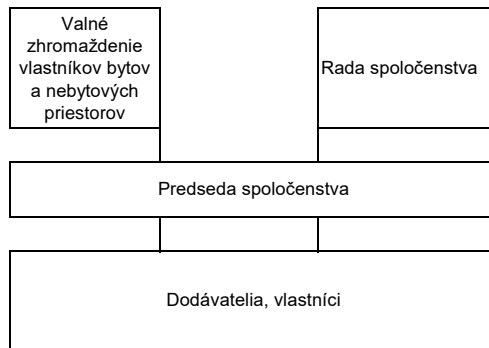 Valné
zhromaždenie
vlastníkov bytov
a nebytových
priestorov
Rada spoločenstva
Predseda spoločenstva
Dodávatelia, vlastníci